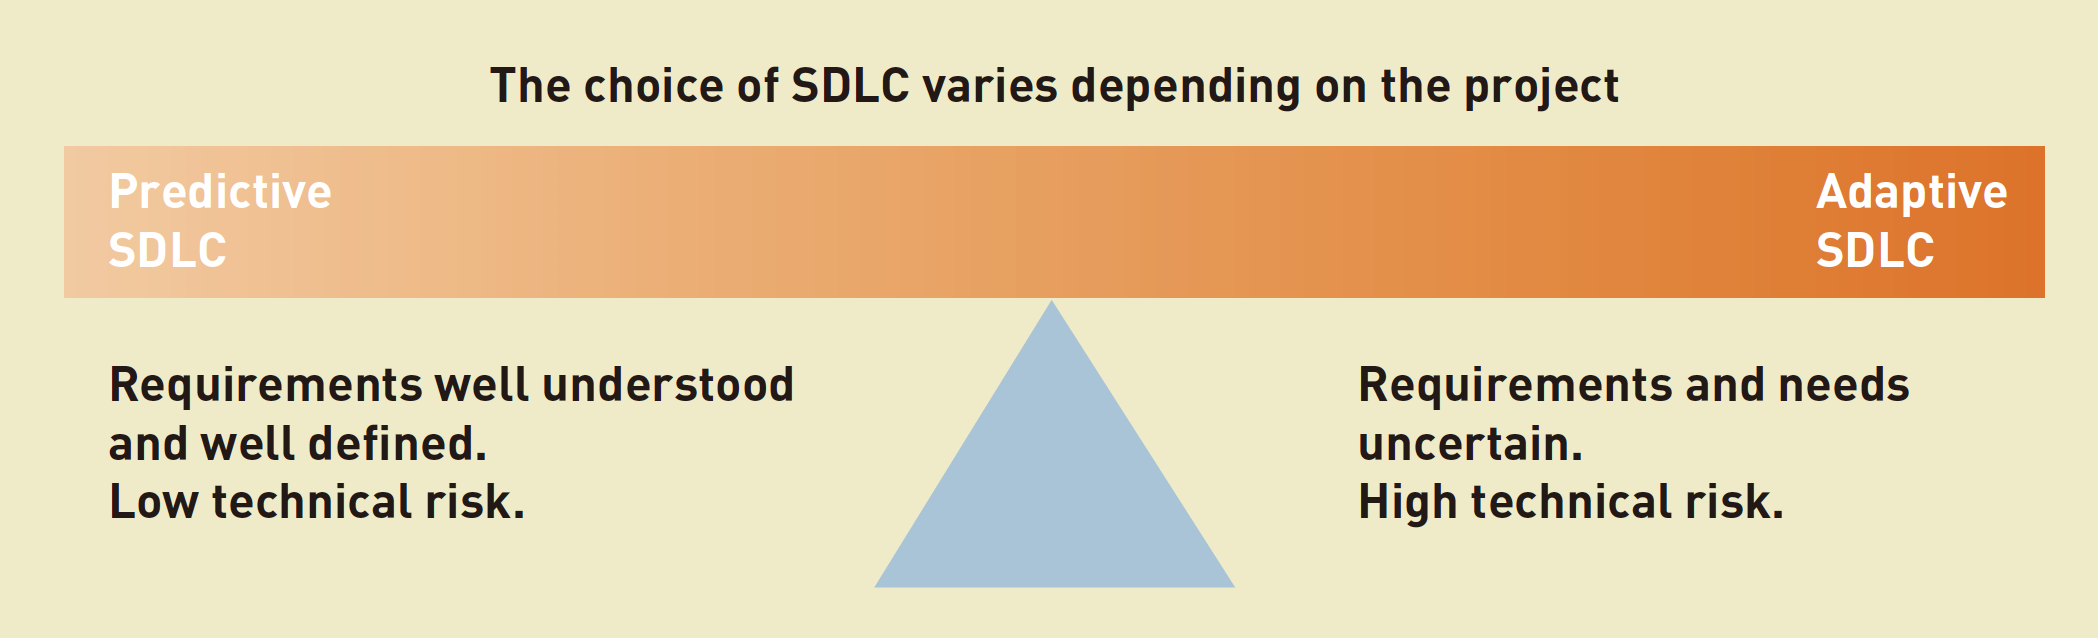 The choice of SDLC varies depending on the project
Predictive
SDLC
Adaptive
SDLC
Requirements well understood
and well defined.
Low technical risk.
Requirements and needs
uncertain.
High technical risk.